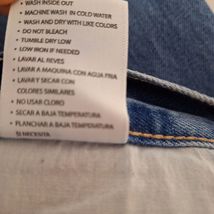 • WASH INSIDE OUT
• MACHINE WASH IN COLD WATER
• WASH AND DRY WITH LIKE COLORS
• DO NOT BLEACH
• TUMBLE DRY LOW
• LOW IRON IF NEEDED
• LAVAR AL REVES
• LAVAR A MAQUINA CON AGUA FRIA
• LAVAR Y SECAR CON
COLORES SIMILARES
• NO USAR CLORO
• SECAR A BAJA TEMPERATURA
• PLANCHAR A BAJA TEMPERATURA
SI NECESITA